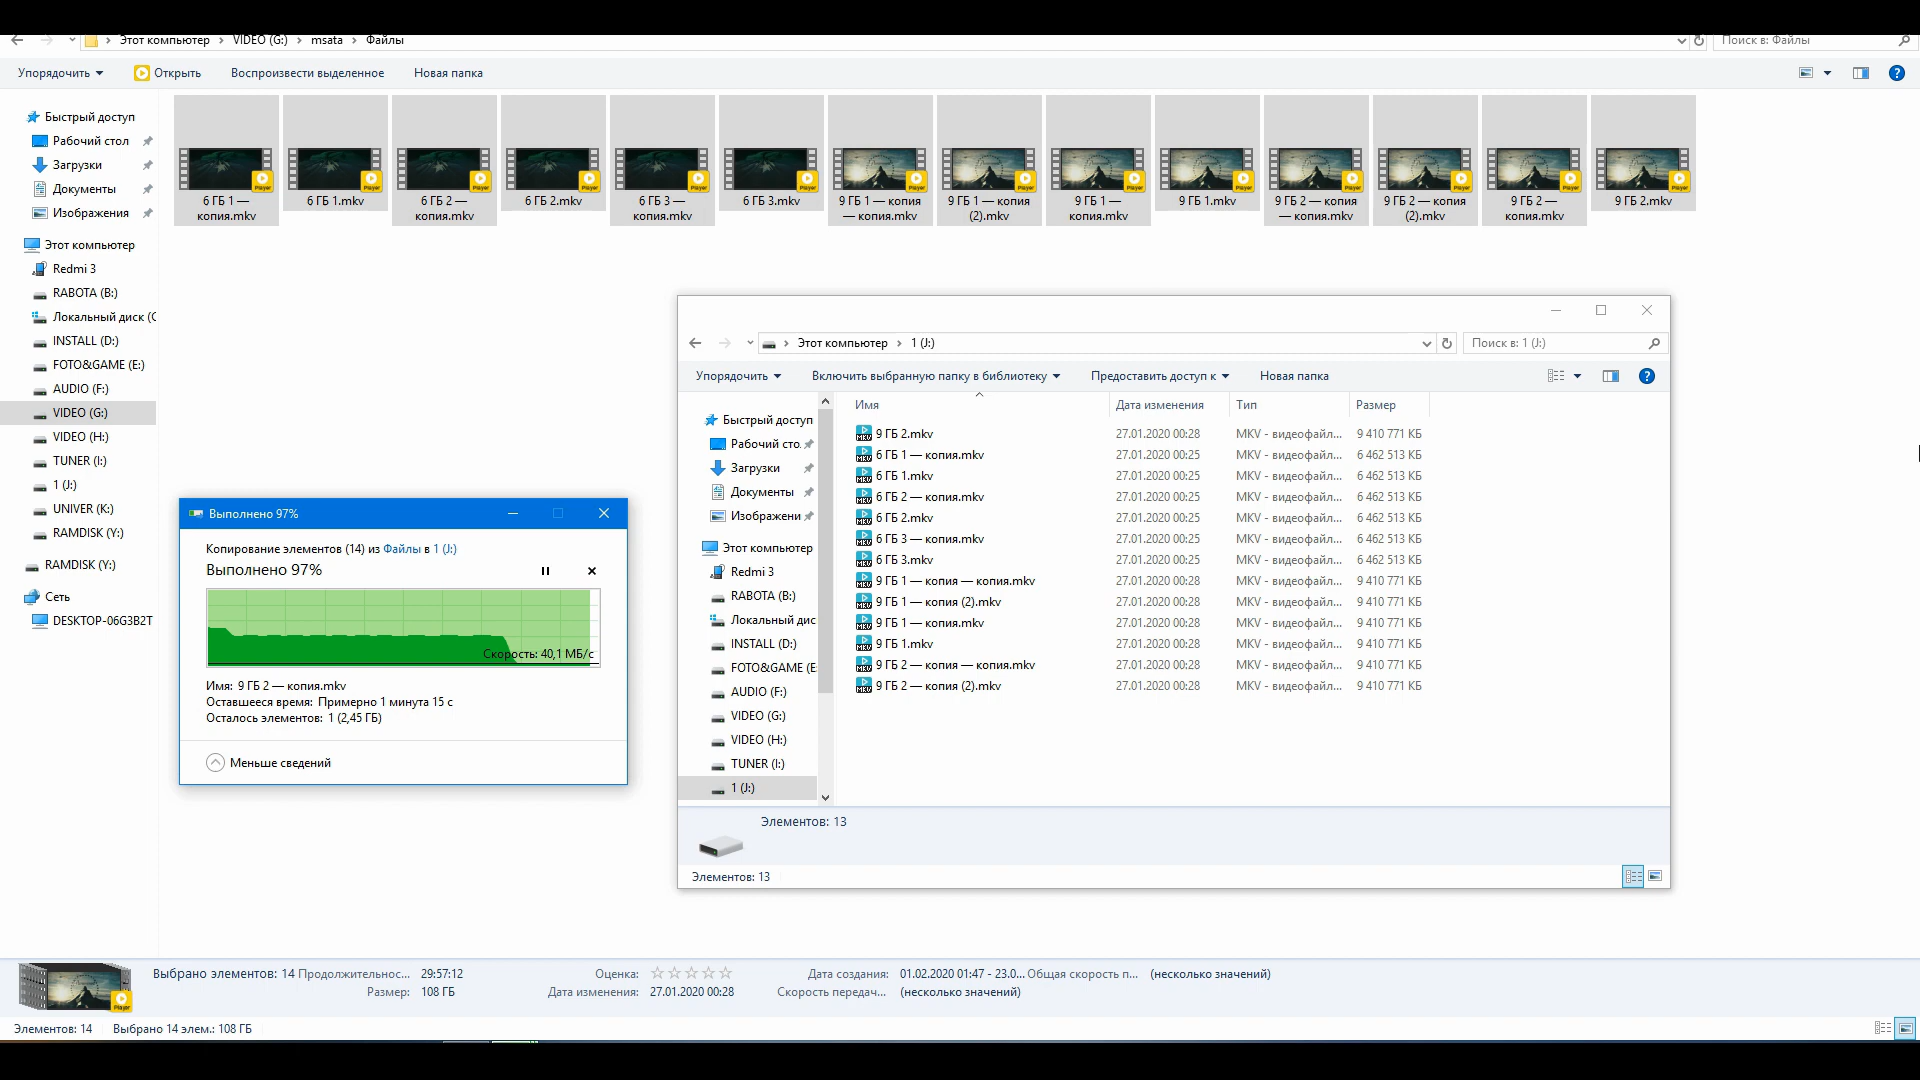 Этот компьютер > VIDEO (G:) > msata > Файлы
Поиск в: Файлы
Упорядочить
Открыть
Воспроизвести выделенное
Новая папка
Быстрый доступ
Рабочий стол
Загрузки
Документы
Изображения
Этот компьютер
Redmi 3
RABOTA (B:)
Локальный диск (C
INSTALL (D:)
FOTO&GAME (E:)
AUDIO (F:)
VIDEO (G:)
VIDEO (H:)
TUNER (I:)
1 (J:)
UNIVER (K:)
RAMDISK (Y:)
RAMDISK (Y:)
Сеть
DESKTOP-06G3B2T
6 ГБ 1 —
копия.mkv
6 ГБ 1.mkv
6 ГБ 2 —
копия.mkv
6 ГБ 2.mkv
6 ГБ 3 —
копия.mkv
6 ГБ 3.mkv
9 ГБ 1 — копия
— копия.mkv
9 ГБ 1 — копия
(2).mkv
9 ГБ 1 —
копия.mkv
9 ГБ 1.mkv
9 ГБ 2 — копия
— копия.mkv
9 ГБ 2 — копия
(2).mkv
9 ГБ 2 —
копия.mkv
9 ГБ 2.mkv
Выполнено 97%
Копирование элементов (14) из Файлы в 1 (J:)
Выполнено 97%
Скорость: 40,1 МБ/с
Имя: 9 ГБ 2 — копия.mkv
Оставшееся время: Примерно 1 минута 15 с
Осталось элементов: 1 (2,45 ГБ)
Меньше сведений
Этот компьютер > 1 (J:)
Поиск в: 1 (J:)
Упорядочить
Включить выбранную папку в библиотеку
Предоставить доступ к
Новая папка
Быстрый доступ
Рабочий сто.
Загрузки
Документы
Изображени
Этот компьютер
Redmi 3
RABOTA (B:)
Локальный дис
INSTALL (D:)
FOTO&GAME (E:
AUDIO (F:)
VIDEO (G:)
VIDEO (H:)
TUNER (I:)
1 (J:)
Имя Дата изменения Тип Размер
9 ГБ 2.mkv 27.01.2020 00:28 MKV - видеофайл... 9 410 771 КБ
6 ГБ 1 — копия.mkv 27.01.2020 00:25 MKV - видеофайл... 6 462 513 КБ
6 ГБ 1.mkv 27.01.2020 00:25 MKV - видеофайл... 6 462 513 КБ
6 ГБ 2 — копия.mkv 27.01.2020 00:25 MKV - видеофайл... 6 462 513 КБ
6 ГБ 2.mkv 27.01.2020 00:25 MKV - видеофайл... 6 462 513 КБ
6 ГБ 3 — копия.mkv 27.01.2020 00:25 MKV - видеофайл... 6 462 513 КБ
6 ГБ 3.mkv 27.01.2020 00:25 MKV - видеофайл... 6 462 513 КБ
9 ГБ 1 — копия — копия.mkv 27.01.2020 00:28 MKV - видеофайл... 9 410 771 КБ
9 ГБ 1 — копия (2).mkv 27.01.2020 00:28 MKV - видеофайл... 9 410 771 КБ
9 ГБ 1 — копия.mkv 27.01.2020 00:28 MKV - видеофайл... 9 410 771 КБ
9 ГБ 1.mkv 27.01.2020 00:28 MKV - видеофайл... 9 410 771 КБ
9 ГБ 2 — копия — копия.mkv 27.01.2020 00:28 MKV - видеофайл... 9 410 771 КБ
9 ГБ 2 — копия (2).mkv 27.01.2020 00:28 MKV - видеофайл... 9 410 771 КБ
Элементов: 13
Элементов: 13
Выбрано элементов: 14 Продолжительнос... 29:57:12 Оценка: Дата создания: 01.02.2020 01:47 - 23.0... Общая скорость п... (несколько значений)
Размер: 108 ГБ Дата изменения: 27.01.2020 00:28 Скорость передач... (несколько значений)
Элементов: 14 Выбрано 14 элем.: 108 ГБ